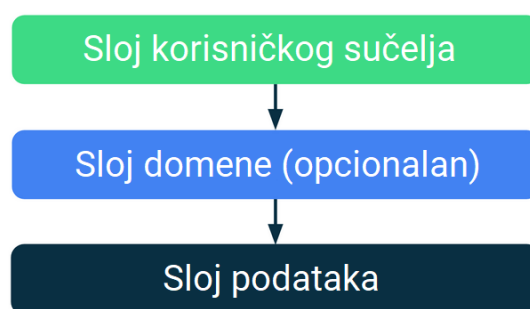 Sloj korisničkog sučelja
Sloj domene (opcionalan)
Sloj podataka